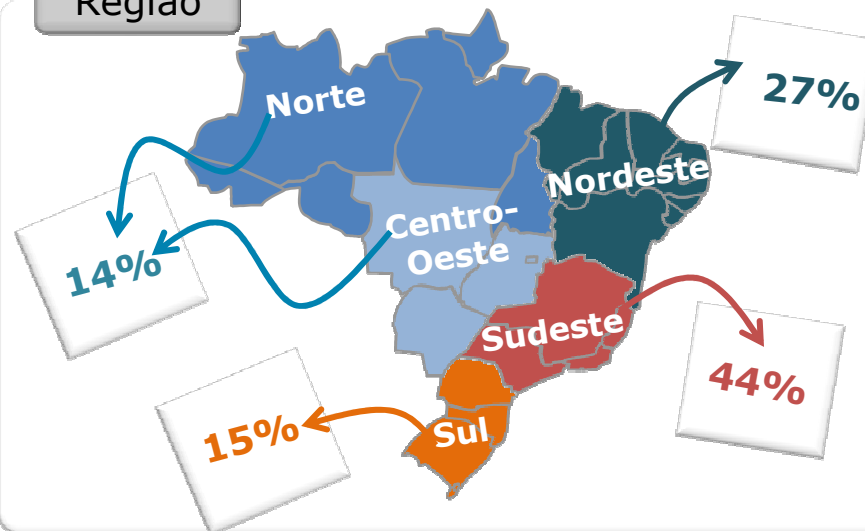 Região
Norte
27%
Nordeste
Centro-
Oeste
14%
Sudeste
44%
15%
Sul